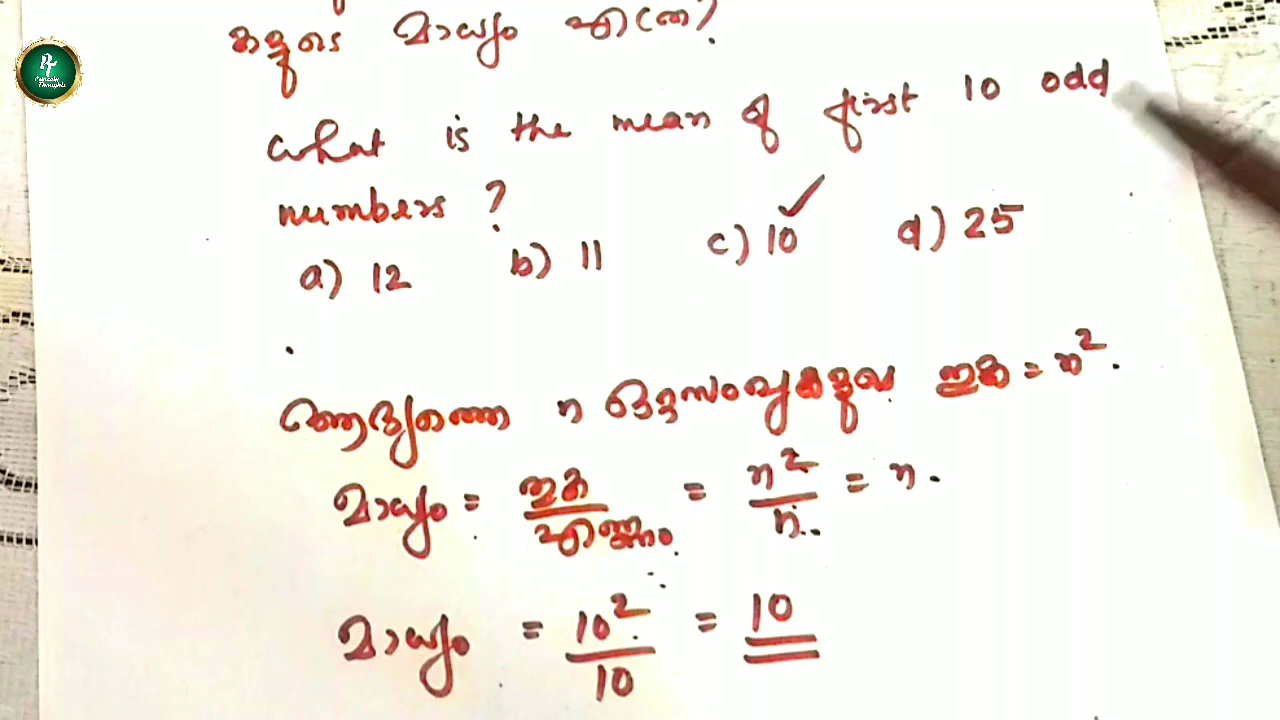 കളുടെ മാധ്യം എത്ര?
What is the mean of first 10 odd
numbers ?
a) 12 b) 11 c) 10 ✓ d) 25
ആദ്യത്തെ n ഒറ്റസംഖ്യകളുടെ തുക = n².
മാധ്യം = തുക / എണ്ണം = n² / n = n.
മാധ്യം = 10² / 10 = 10